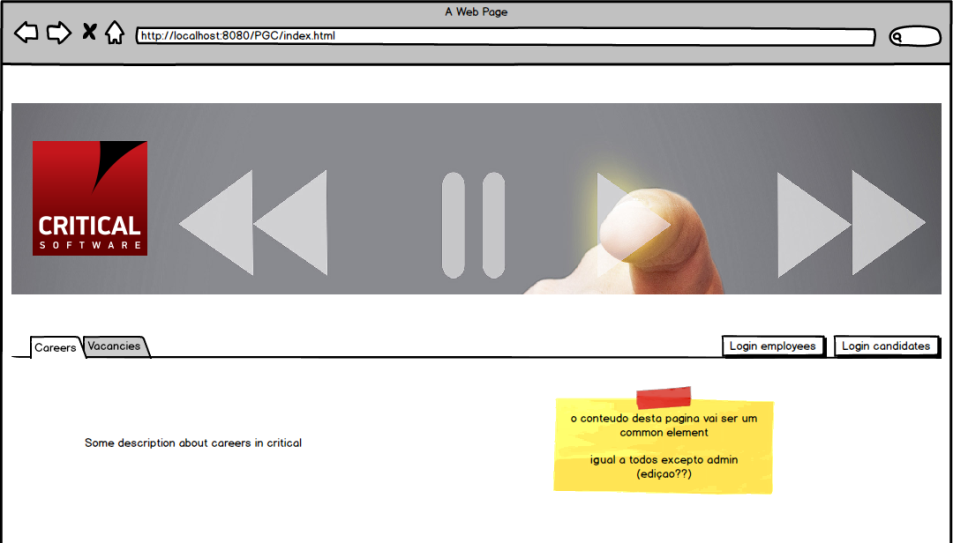 A Web Page
http://localhost:8080/PGC/index.html
CRITICAL
SOFTWARE
Careers
Vacancies
Login employees
Login candidates
Some description about careers in critical
o conteudo desta pagina vai ser um
common element
igual a todos excepto admin
(ediçao??)